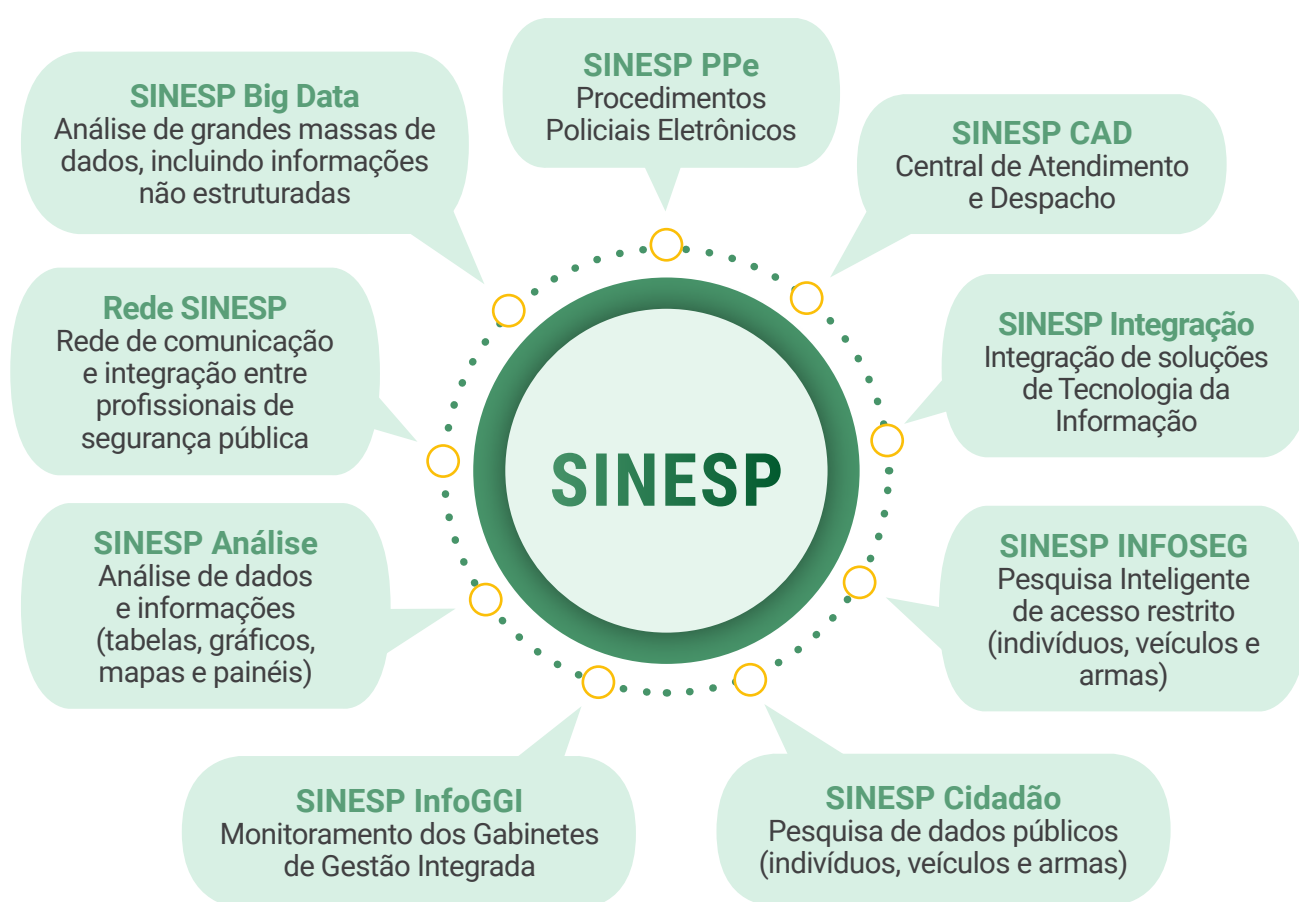 SINESP PPe
Procedimentos
Policiais Eletrônicos
SINESP Big Data
Análise de grandes massas de
dados, incluindo informações
não estruturadas
SINESP CAD
Central de Atendimento
e Despacho
Rede SINESP
Rede de comunicação
e integração entre
profissionais de
segurança pública
SINESP Integração
Integração de soluções
de Tecnologia da
Informação
SINESP
SINESP Análise
Análise de dados
e informações
(tabelas, gráficos,
mapas e painéis)
SINESP INFOSEG
Pesquisa Inteligente
de acesso restrito
(indivíduos, veículos e
armas)
SINESP InfoGGI
Monitoramento dos Gabinetes
de Gestão Integrada
SINESP Cidadão
Pesquisa de dados públicos
(indivíduos, veículos e armas)